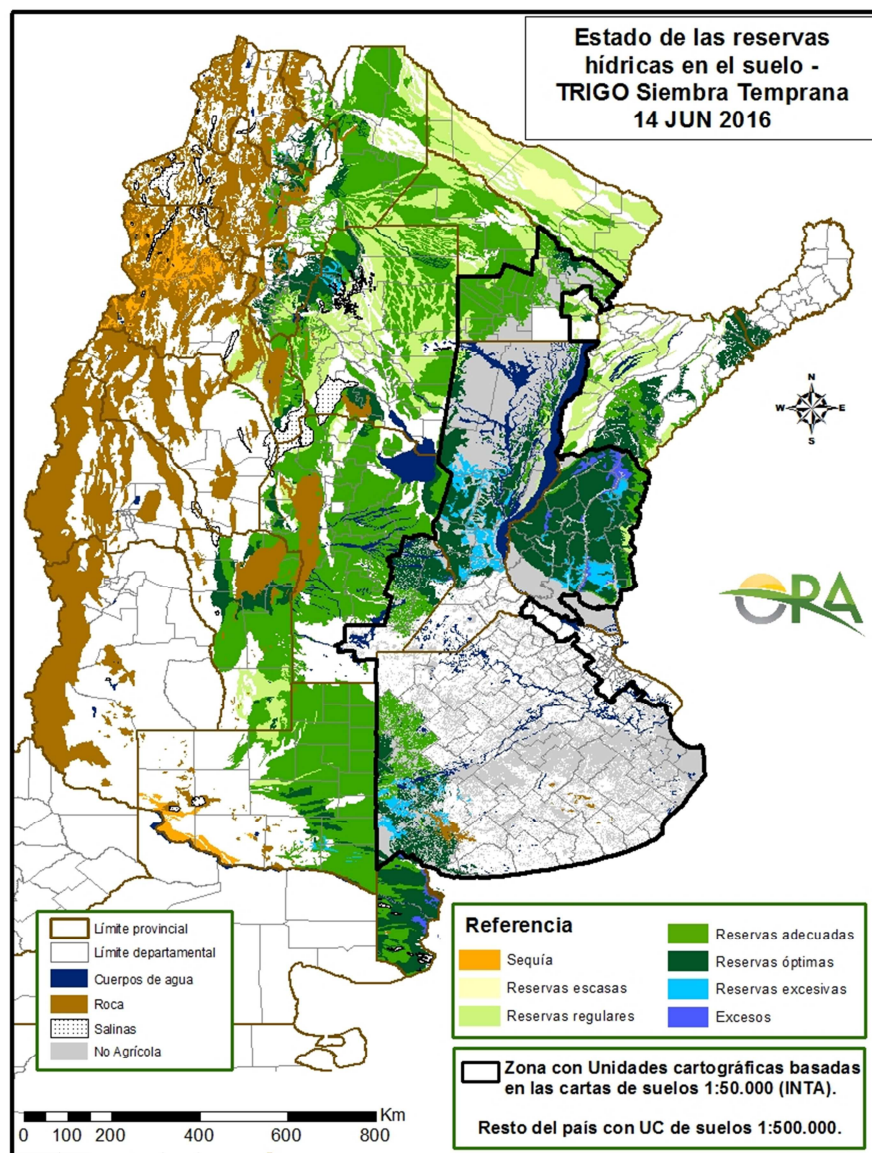 Estado de las reservas
hídricas en el suelo -
TRIGO Siembra Temprana
14 JUN 2016
N
W
E
S
ORA
Límite provincial
Límite departamental
Cuerpos de agua
Roca
Salinas
No Agrícola
Referencia
Sequía
Reservas escasas
Reservas regulares
Reservas adecuadas
Reservas óptimas
Reservas excesivas
Excesos
Zona con Unidades cartográficas basadas
en las cartas de suelos 1:50.000 (INTA).
Resto del país con UC de suelos 1:500.000.
Km
0 100 200 400 600 800